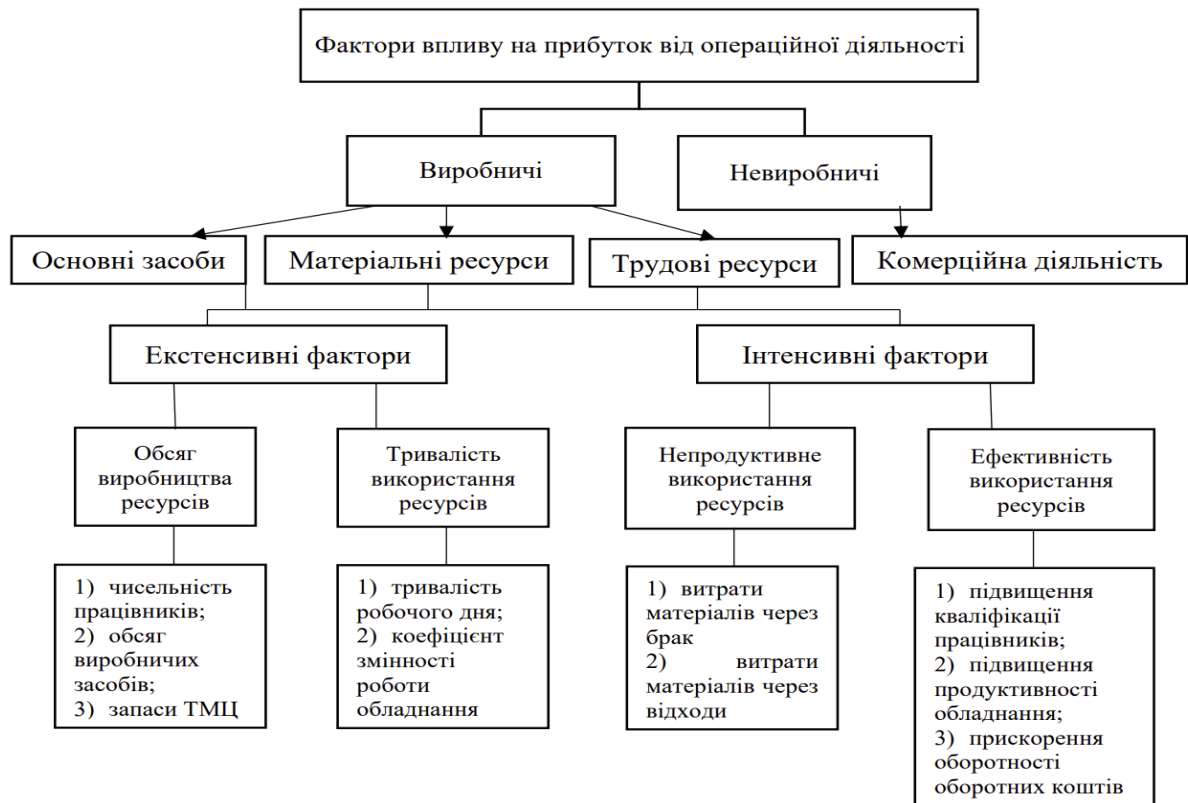 Фактори впливу на прибуток від операційної діяльності
Виробничі
Невиробничі
Основні засоби
Матеріальні ресурси
Трудові ресурси
Комерційна діяльність
Екстенсивні фактори
Інтенсивні фактори
Обсяг
виробництва
ресурсів
Тривалість
використання
ресурсів
Непродуктивне
використання
ресурсів
Ефективність
використання
ресурсів
1) чисельність
працівників;
2) обсяг
виробничих
засобів;
3) запаси ТМЦ
1) тривалість
робочого дня;
2) коефіцієнт
змінності
роботи
обладнання
1) витрати
матеріалів через
брак
2) витрати
матеріалів через
відходи
1) підвищення
кваліфікації
працівників;
2) підвищення
продуктивності
обладнання;
3) прискорення
оборотності
оборотних коштів